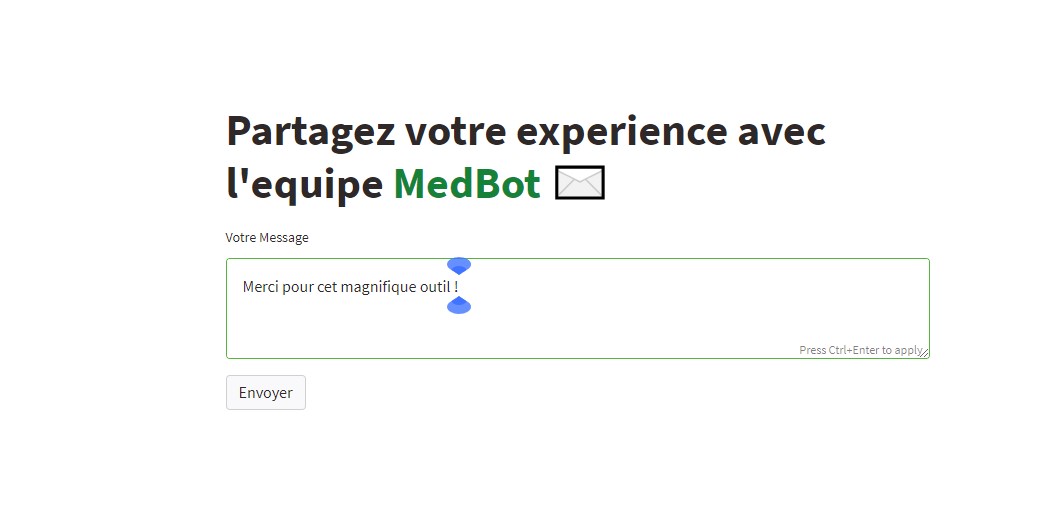 Partagez votre experience avec
l'equipe MedBot
Votre Message
Merci pour cet magnifique outil !
Press Ctrl+Enter to apply
Envoyer